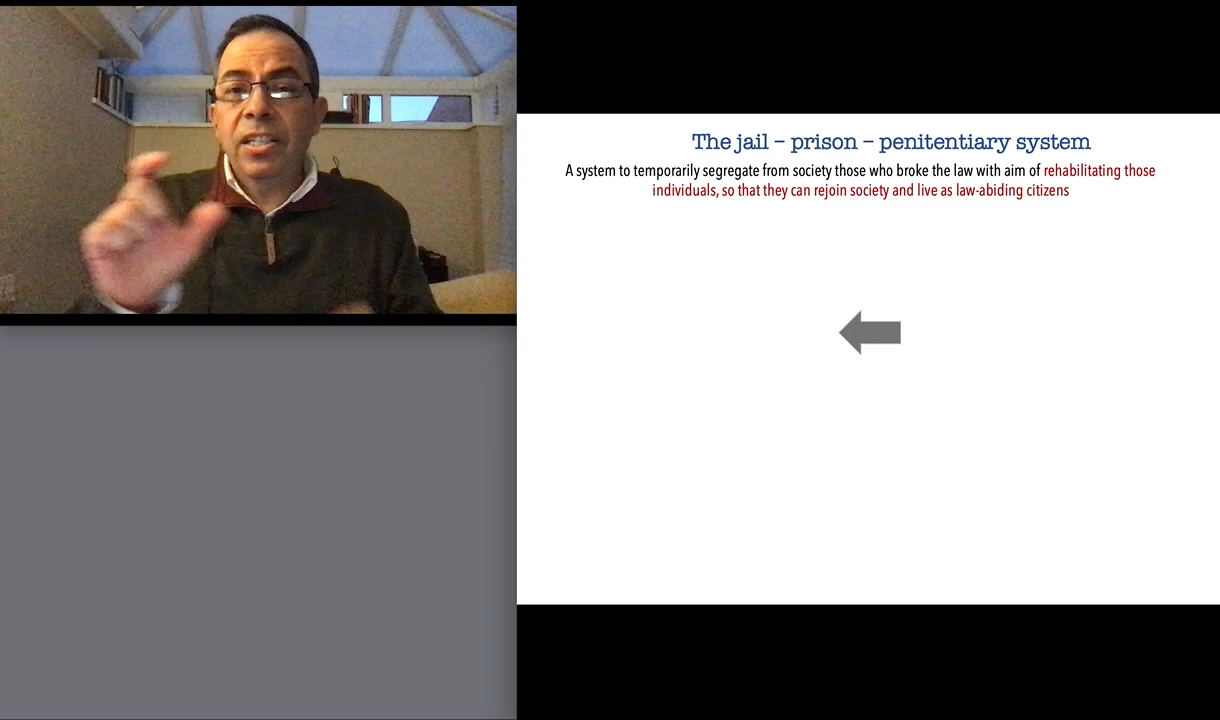 The jail – prison – penitentiary system
A system to temporarily segregate from society those who broke the law with aim of rehabilitating those
individuals, so that they can rejoin society and live as law-abiding citizens